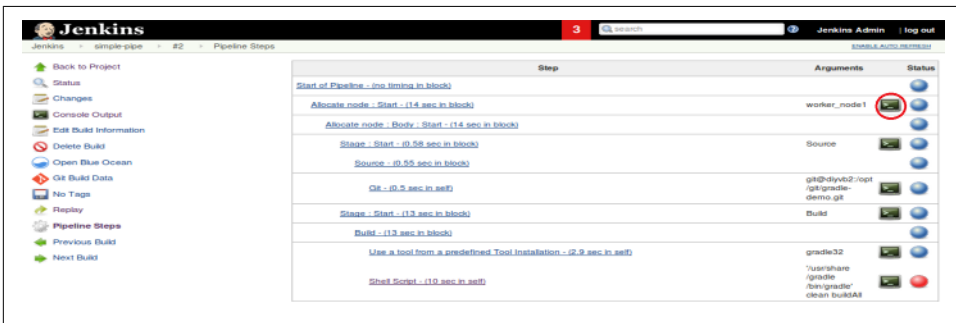 Jenkins
3
search
Jenkins Admin | log out
Jenkins simple-pipe #2 Pipeline Steps
ENABLE AUTO REFRESH
Back to Project
Status
Changes
Console Output
Edit Build Information
Delete Build
Open Blue Ocean
Git Build Data
No Tags
Replay
Pipeline Steps
Previous Build
Next Build
Step Arguments Status
Start of Pipeline - (no timing in block)
Allocate node : Start - (14 sec in block) worker_node1
Allocate node : Body : Start - (14 sec in block)
Stage : Start - (0.58 sec in block) Source
Source - (0.55 sec in block)
Git - (0.5 sec in self)
git@diyvb2:/opt
/git/gradle-
demo.git
Stage : Start - (13 sec in block) Build
Build - (13 sec in block)
Use a tool from a predefined Tool Installation - (2.9 sec in self) gradle32
Shell Script - (10 sec in self)
'/usr/share
/gradle
/bin/gradle'
clean buildAll